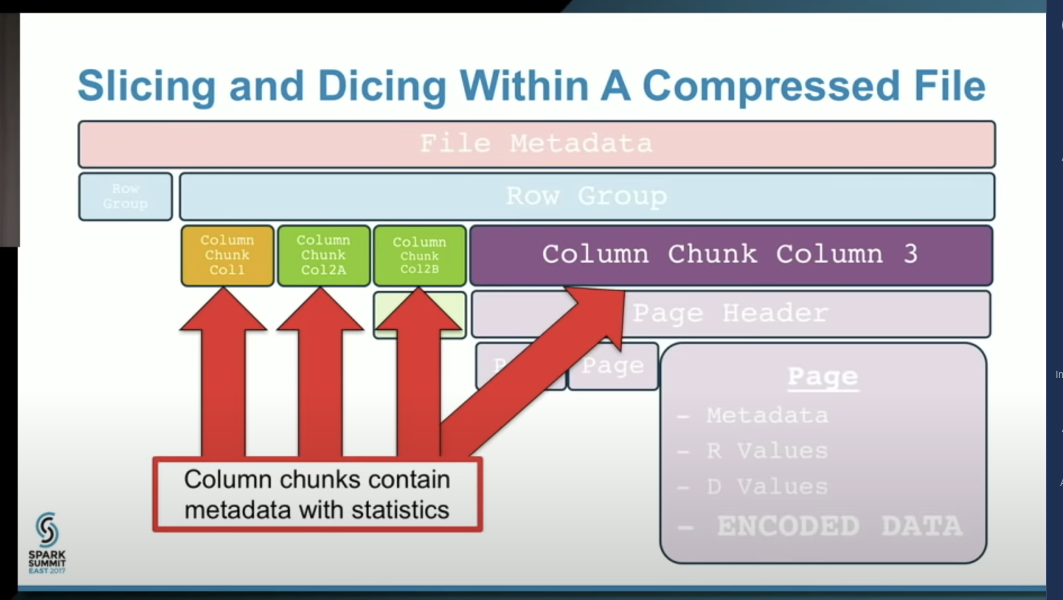 Slicing and Dicing Within A Compressed File
File Metadata
Row
Group
Row Group
Column
Chunk
Col1
Column
Chunk
Col2A
Column
Chunk
Col2B
Column Chunk Column 3
Page Header
Page
Page
- Metadata
- R Values
- D Values
- ENCODED DATA
Column chunks contain
metadata with statistics
SPARK
SUMMIT
EAST 2017